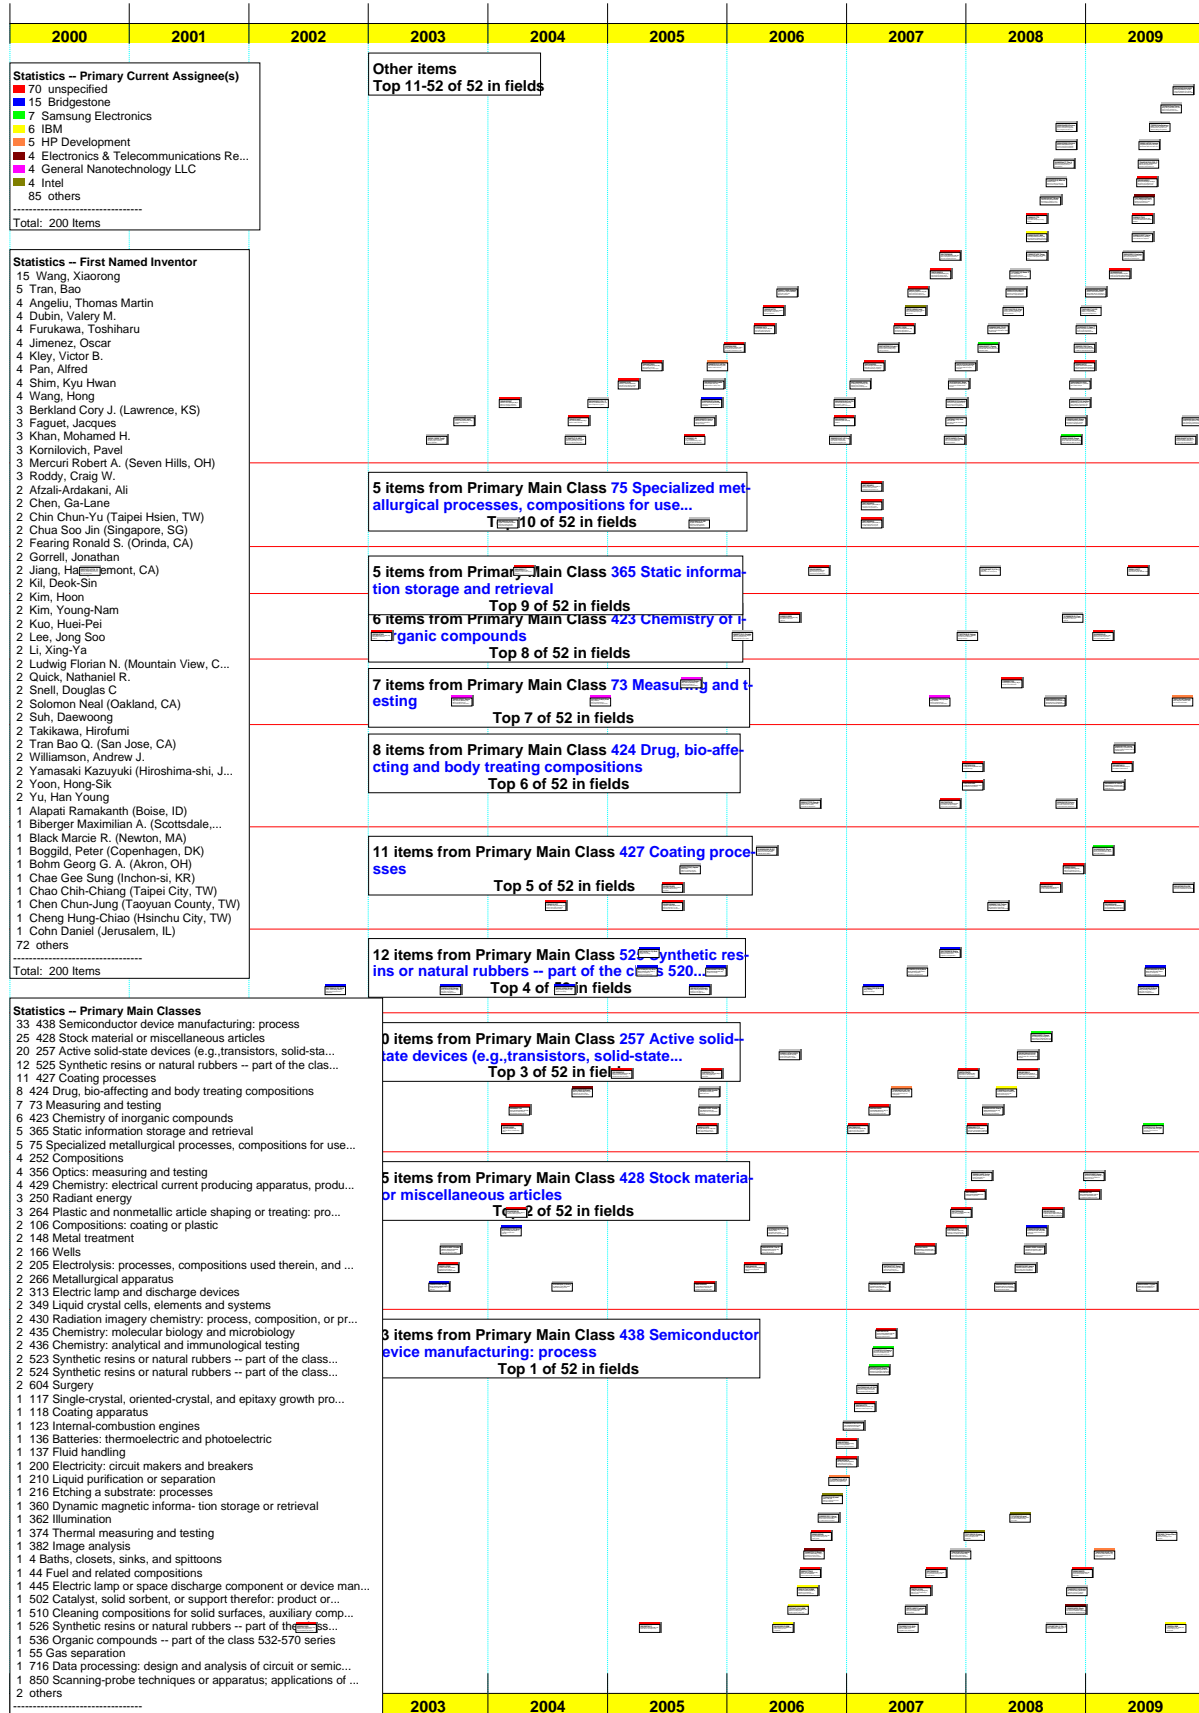 2000 2001 2002 2003 2004 2005 2006 2007 2008 2009
Statistics -- Primary Current Assignee(s)
70 unspecified
15 Bridgestone
7 Samsung Electronics
6 IBM
5 HP Development
4 Electronics & Telecommunications Re...
4 General Nanotechnology LLC
4 Intel
85 others
----------------------------------
Total: 200 Items
Other items
Top 11-52 of 52 in fields
Statistics -- First Named Inventor
15 Wang, Xiaorong
5 Tran, Bao
4 Angeliu, Thomas Martin
4 Dubin, Valery M.
4 Furukawa, Toshiharu
4 Jimenez, Oscar
4 Kley, Victor B.
4 Pan, Alfred
4 Shim, Kyu Hwan
4 Wang, Hong
3 Berkland Cory J. (Lawrence, KS)
3 Faguet, Jacques
3 Khan, Mohamed H.
3 Kornilovich, Pavel
3 Mercuri Robert A. (Seven Hills, OH)
3 Roddy, Craig W.
2 Afzali-Ardakani, Ali
2 Chen, Ga-Lane
2 Chin Chun-Yu (Taipei Hsien, TW)
2 Chua Soo Jin (Singapore, SG)
2 Fearing Ronald S. (Orinda, CA)
2 Gorrell, Jonathan
2 Jiang, Ha emont, CA)
2 Kil, Deok-Sin
2 Kim, Hoon
2 Kim, Young-Nam
2 Kuo, Huei-Pei
2 Lee, Jong Soo
2 Li, Xing-Ya
2 Ludwig Florian N. (Mountain View, C...
2 Quick, Nathaniel R.
2 Snell, Douglas C
2 Solomon Neal (Oakland, CA)
2 Suh, Daewoong
2 Takikawa, Hirofumi
2 Tran Bao Q. (San Jose, CA)
2 Williamson, Andrew J.
2 Yamasaki Kazuyuki (Hiroshima-shi, J...
2 Yoon, Hong-Sik
2 Yu, Han Young
1 Alapati Ramakanth (Boise, ID)
1 Biberger Maximilian A. (Scottsdale,...
1 Black Marcie R. (Newton, MA)
1 Boggild, Peter (Copenhagen, DK)
1 Bohm Georg G. A. (Akron, OH)
1 Chae Gee Sung (Inchon-si, KR)
1 Chao Chih-Chiang (Taipei City, TW)
1 Chen Chun-Jung (Taoyuan County, TW)
1 Cheng Hung-Chiao (Hsinchu City, TW)
1 Cohn Daniel (Jerusalem, IL)
72 others
----------------------------------
Total: 200 Items
5 items from Primary Main Class 75 Specialized met-
allurgical processes, compositions for use...
Top 10 of 52 in fields
5 items from Primary Main Class 365 Static informa-
tion storage and retrieval
Top 9 of 52 in fields
6 items from Primary Main Class 423 Chemistry of i-
rganic compounds
Top 8 of 52 in fields
7 items from Primary Main Class 73 Measuring and t-
esting
Top 7 of 52 in fields
8 items from Primary Main Class 424 Drug, bio-affe-
cting and body treating compositions
Top 6 of 52 in fields
11 items from Primary Main Class 427 Coating proce-
sses
Top 5 of 52 in fields
12 items from Primary Main Class 525 Synthetic res-
ins or natural rubbers -- part of the class 520...
Top 4 of 52 in fields
0 items from Primary Main Class 257 Active solid--
tate devices (e.g.,transistors, solid-state...
Top 3 of 52 in fields
5 items from Primary Main Class 428 Stock materia-
or miscellaneous articles
Top 2 of 52 in fields
3 items from Primary Main Class 438 Semiconductor
evice manufacturing: process
Top 1 of 52 in fields
Statistics -- Primary Main Classes
33 438 Semiconductor device manufacturing: process
25 428 Stock material or miscellaneous articles
20 257 Active solid-state devices (e.g.,transistors, solid-sta...
12 525 Synthetic resins or natural rubbers -- part of the clas...
11 427 Coating processes
8 424 Drug, bio-affecting and body treating compositions
7 73 Measuring and testing
6 423 Chemistry of inorganic compounds
5 365 Static information storage and retrieval
5 75 Specialized metallurgical processes, compositions for use...
4 252 Compositions
4 356 Optics: measuring and testing
4 429 Chemistry: electrical current producing apparatus, produ...
3 250 Radiant energy
3 264 Plastic and nonmetallic article shaping or treating: pro...
2 106 Compositions: coating or plastic
2 148 Metal treatment
2 166 Wells
2 205 Electrolysis: processes, compositions used therein, and ...
2 266 Metallurgical apparatus
2 313 Electric lamp and discharge devices
2 349 Liquid crystal cells, elements and systems
2 430 Radiation imagery chemistry: process, composition, or pr...
2 435 Chemistry: molecular biology and microbiology
2 436 Chemistry: analytical and immunological testing
2 523 Synthetic resins or natural rubbers -- part of the class...
2 524 Synthetic resins or natural rubbers -- part of the class...
2 604 Surgery
1 117 Single-crystal, oriented-crystal, and epitaxy growth pro...
1 118 Coating apparatus
1 123 Internal-combustion engines
1 136 Batteries: thermoelectric and photoelectric
1 137 Fluid handling
1 200 Electricity: circuit makers and breakers
1 210 Liquid purification or separation
1 216 Etching a substrate: processes
1 360 Dynamic magnetic informa- tion storage or retrieval
1 362 Illumination
1 374 Thermal measuring and testing
1 382 Image analysis
1 4 Baths, closets, sinks, and spittoons
1 44 Fuel and related compositions
1 445 Electric lamp or space discharge component or device man...
1 502 Catalyst, solid sorbent, or support therefor: product or...
1 510 Cleaning compositions for solid surfaces, auxiliary comp...
1 526 Synthetic resins or natural rubbers -- part of the class...
1 536 Organic compounds -- part of the class 532-570 series
1 55 Gas separation
1 716 Data processing: design and analysis of circuit or semic...
1 850 Scanning-probe techniques or apparatus; applications of ...
2 others
----------------------------------
2003 2004 2005 2006 2007 2008 2009